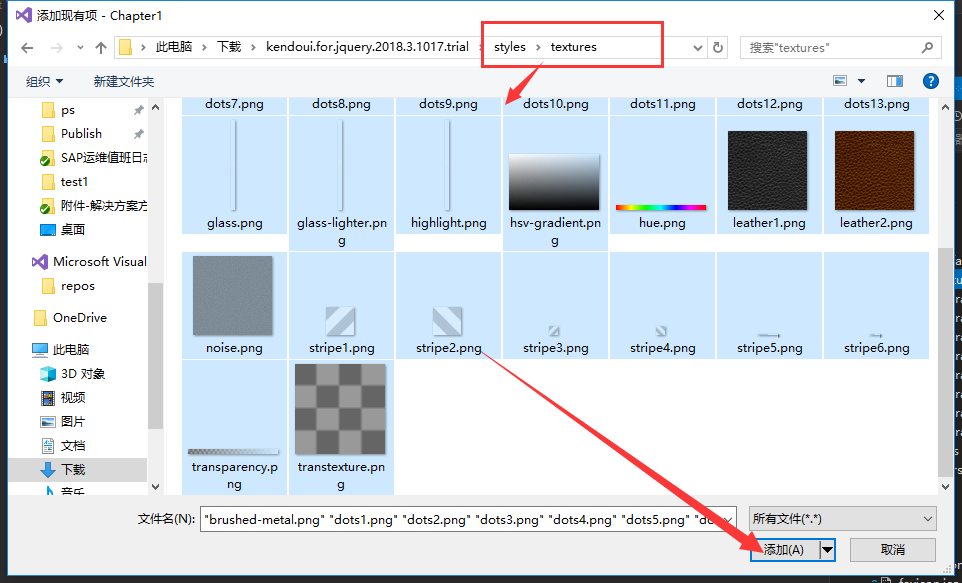 添加现有项 - Chapter1
此电脑 › 下载 › kendoui.for.jquery.2018.3.1017.trial › styles › textures
搜索"textures"
组织 新建文件夹
ps
Publish
SAP运维值班日志
test1
附件-解决方案方
桌面
Microsoft Visual
repos
OneDrive
此电脑
3D 对象
视频
图片
文档
下载
音乐
dots7.png dots8.png dots9.png dots10.png dots11.png dots12.png dots13.png
glass.png glass-lighter.png highlight.png hsv-gradient.png hue.png leather1.png leather2.png
noise.png stripe1.png stripe2.png stripe3.png stripe4.png stripe5.png stripe6.png
transparency.png transtexture.png
文件名(N): "brushed-metal.png" "dots1.png" "dots2.png" "dots3.png" "dots4.png" "dots5.png" "do
所有文件(*.*)
添加(A) 取消